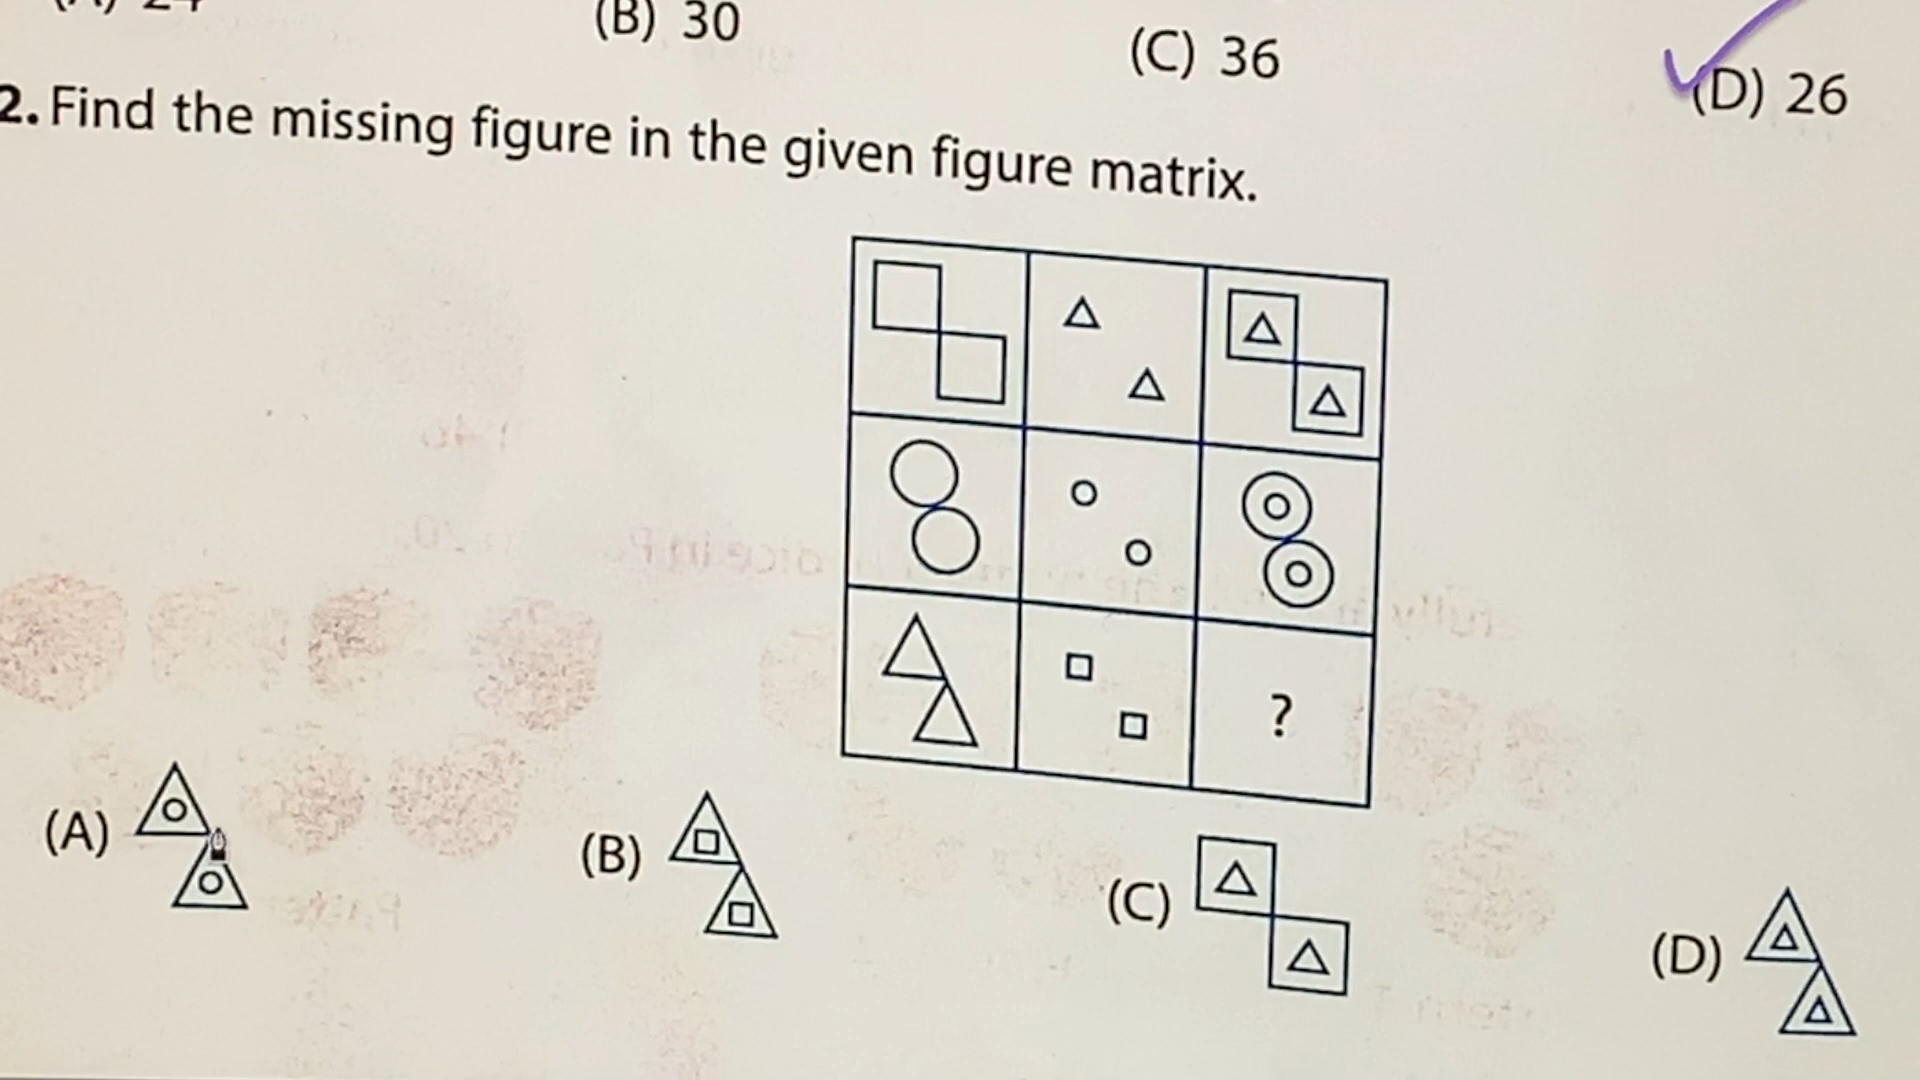 (B) 30
(C) 36
(D) 26
2. Find the missing figure in the given figure matrix.
?
(A)
(B)
(C)
(D)